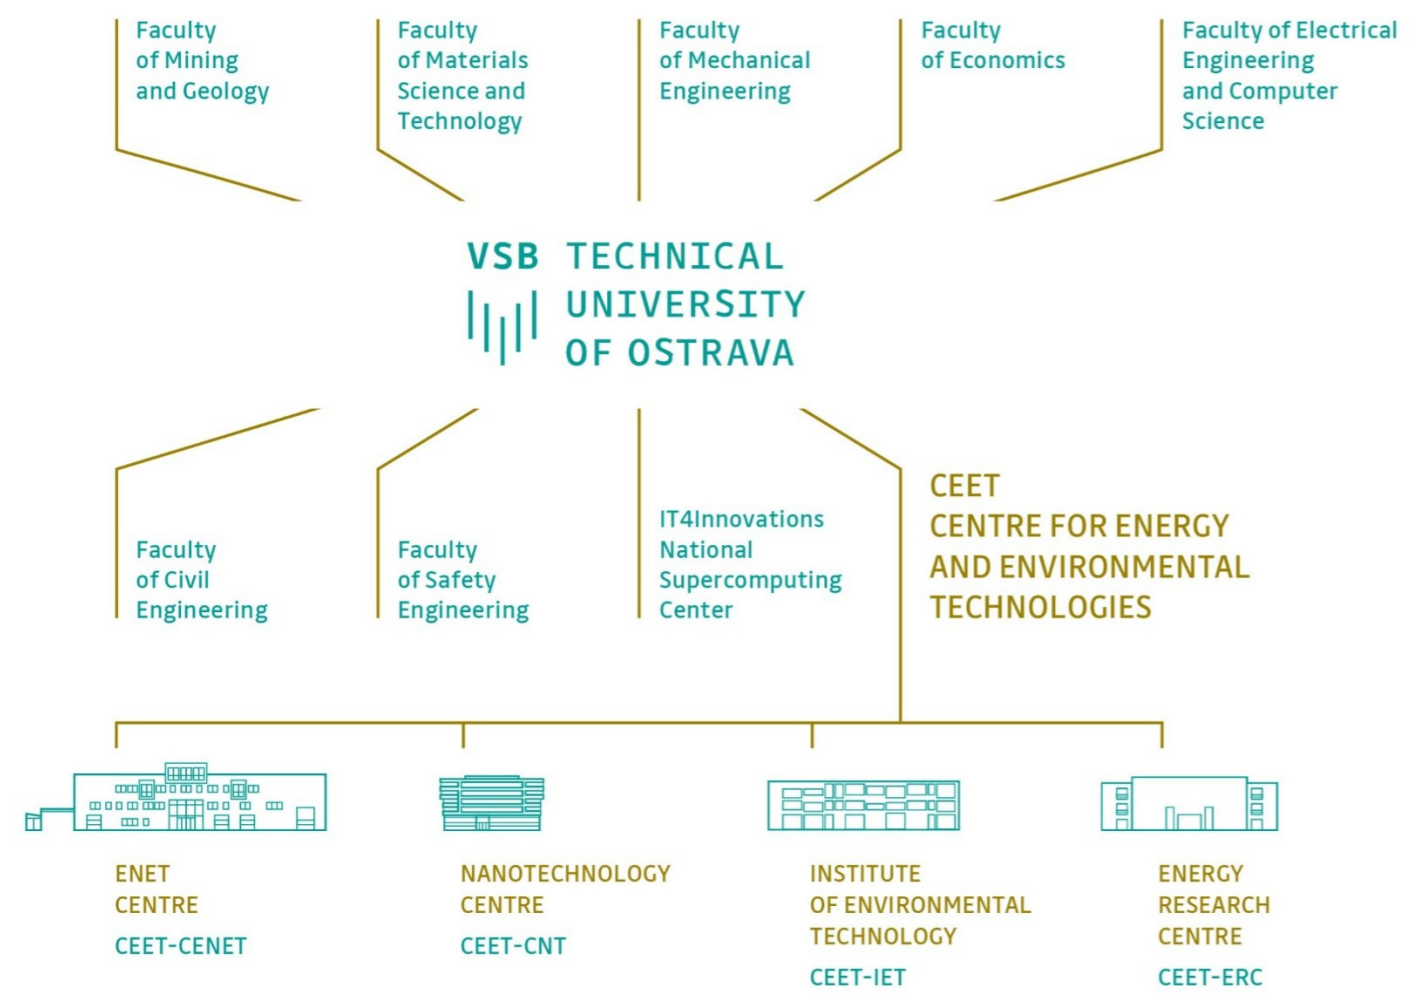 Faculty
of Mining
and Geology
Faculty
of Materials
Science and
Technology
Faculty
of Mechanical
Engineering
Faculty
of Economics
Faculty of Electrical
Engineering
and Computer
Science
VSB TECHNICAL
UNIVERSITY
OF OSTRAVA
Faculty
of Civil
Engineering
Faculty
of Safety
Engineering
IT4Innovations
National
Supercomputing
Center
CEET
CENTRE FOR ENERGY
AND ENVIRONMENTAL
TECHNOLOGIES
ENET
CENTRE
CEET-CENET
NANOTECHNOLOGY
CENTRE
CEET-CNT
INSTITUTE
OF ENVIRONMENTAL
TECHNOLOGY
CEET-IET
ENERGY
RESEARCH
CENTRE
CEET-ERC